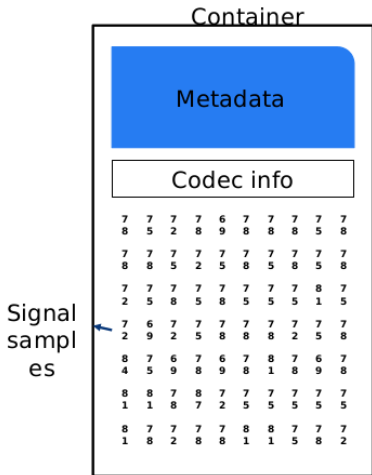 Container
Metadata
Codec info
7 7 7 7 6 7 7 7 7 7
8 5 2 8 9 8 8 8 5 8
7 7 7 7 7 7 7 7 7 7
8 8 5 2 5 8 5 8 5 8
7 7 7 7 7 7 7 7 8 7
2 5 8 5 8 5 5 5 1 5
Signal
sampl
es
7 6 7 7 7 7 7 7 7 7
2 9 2 5 8 8 8 2 5 8
8 7 6 7 6 7 8 7 6 7
4 5 9 8 9 8 1 8 9 8
8 8 7 8 7 7 7 7 7 7
1 1 8 7 2 5 5 5 5 5
8 7 7 7 7 8 8 7 7 7
1 8 2 8 8 1 1 5 8 2